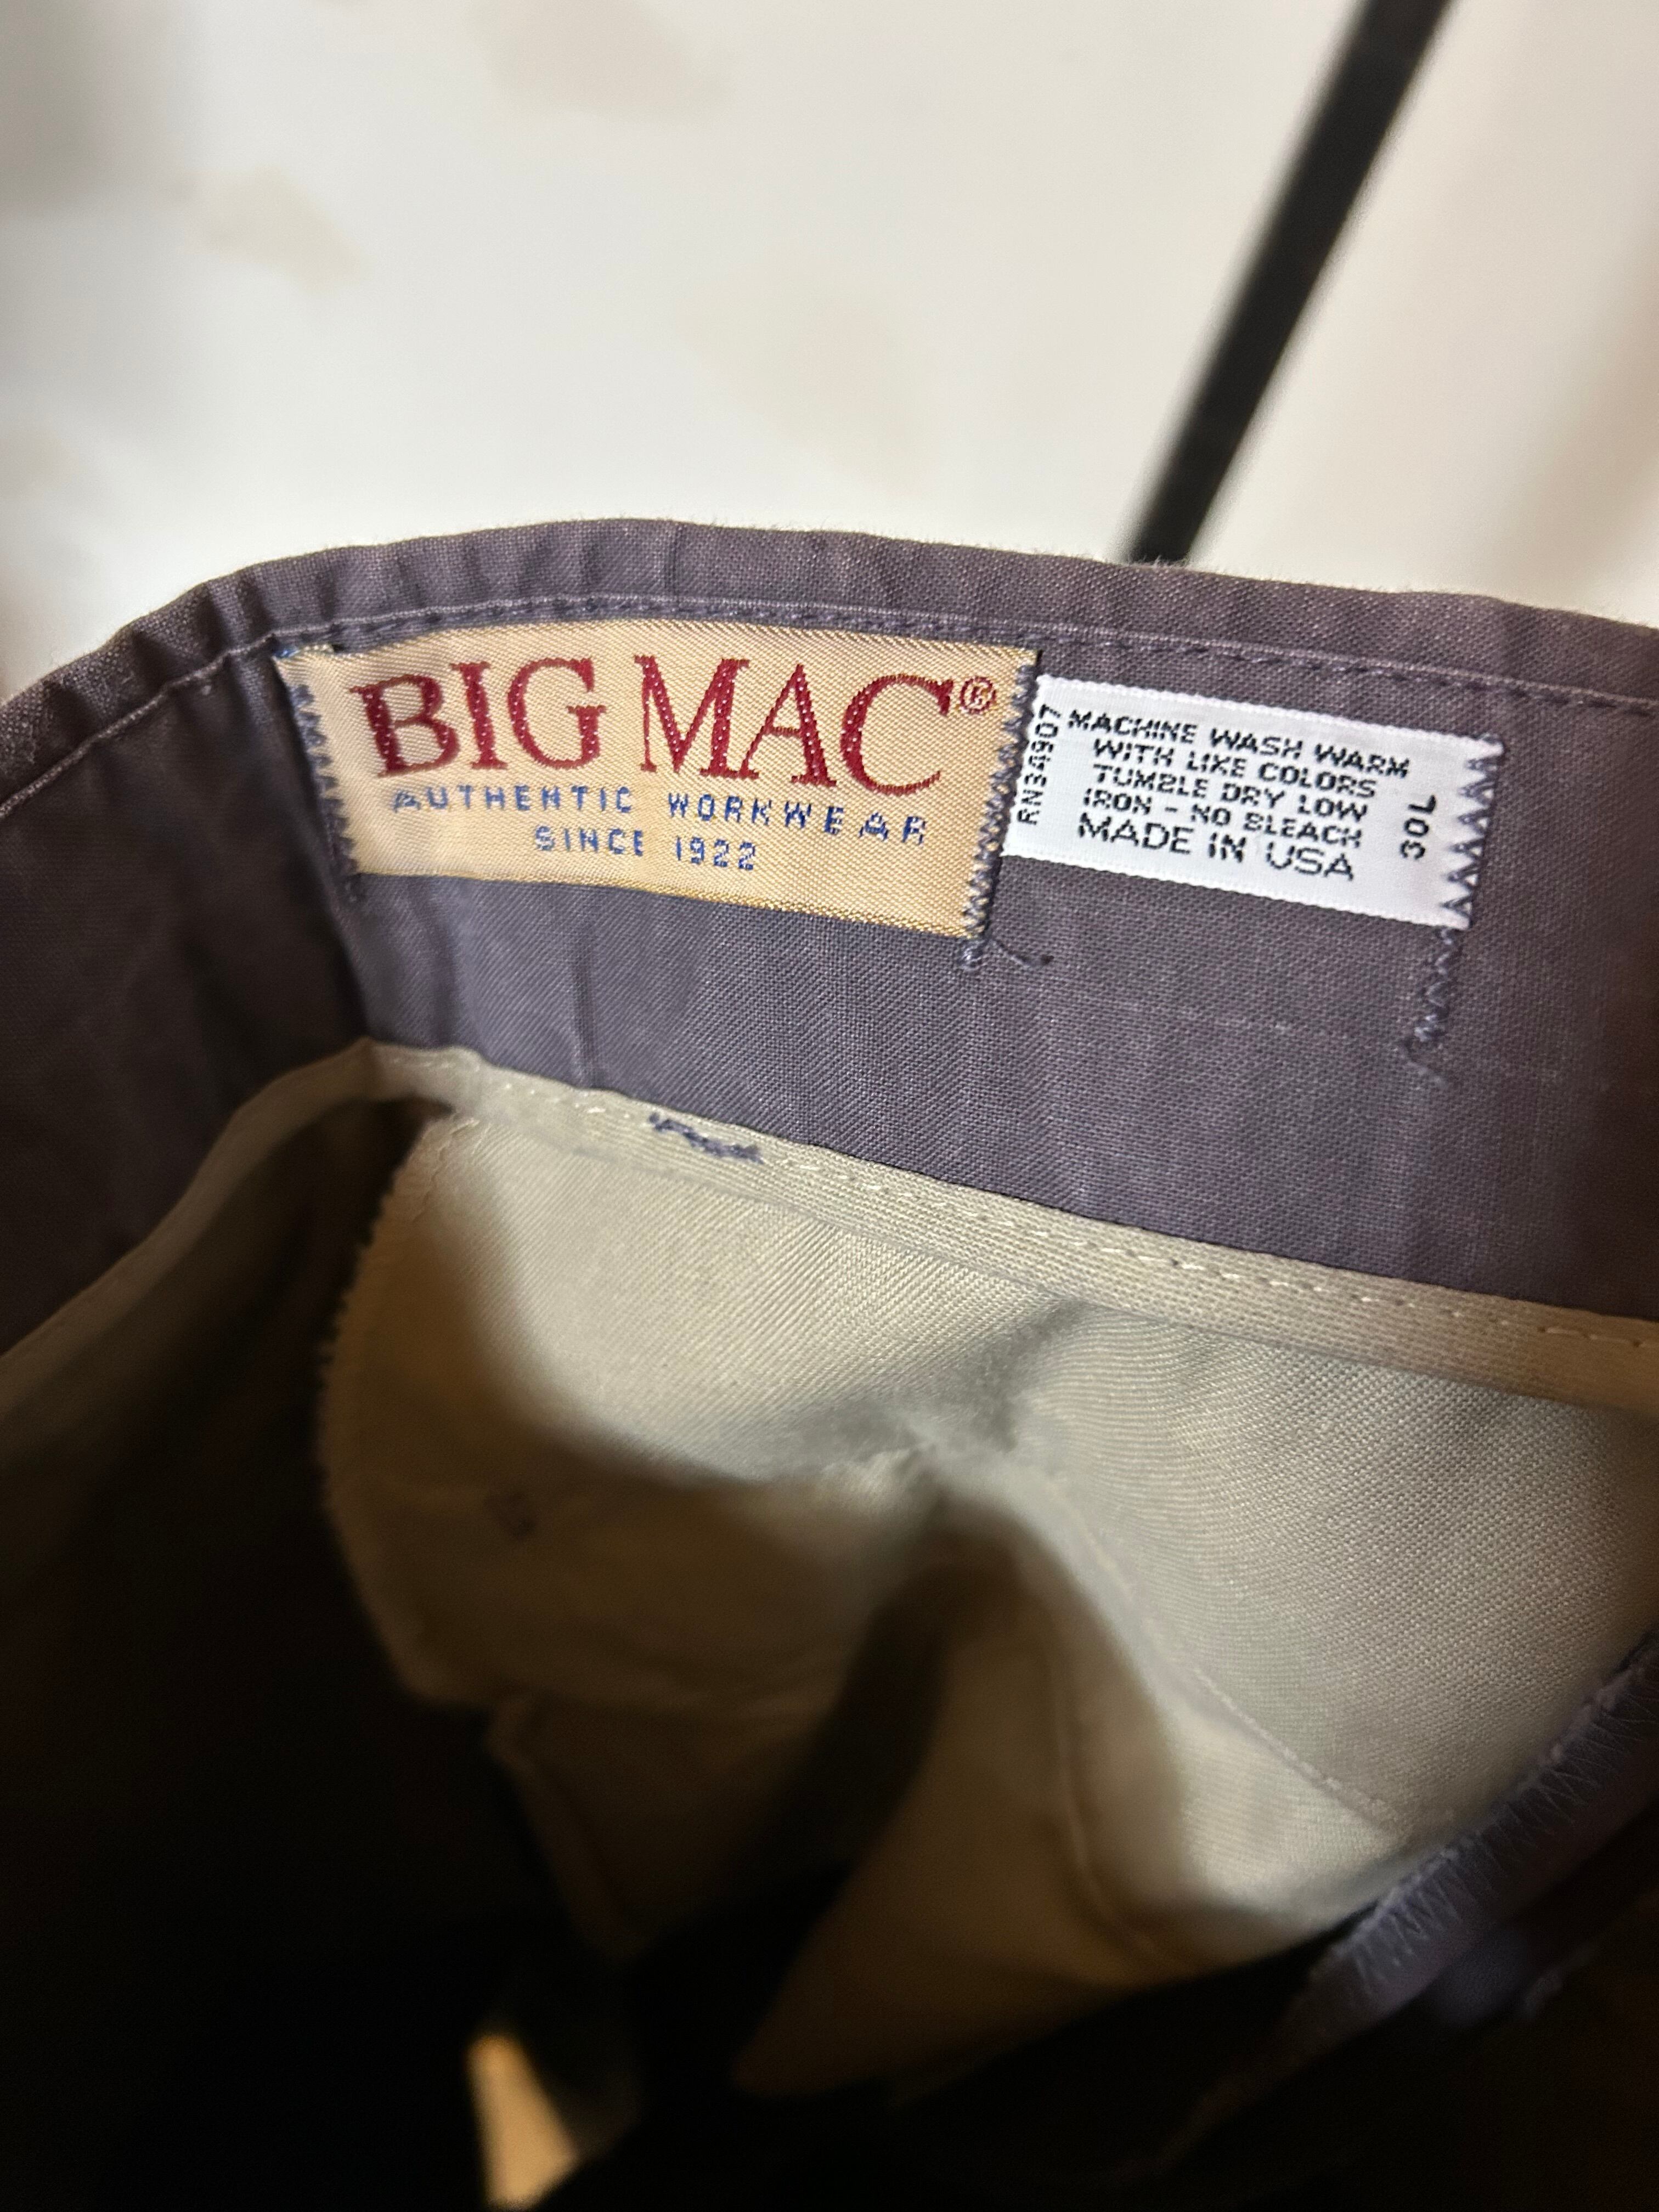 BIG MAC®
AUTHENTIC WORKWEAR
SINCE 1922
RN34907
MACHINE WASH WARM
WITH LIKE COLORS
TUMBLE DRY LOW
IRON - NO BLEACH
MADE IN USA
30L